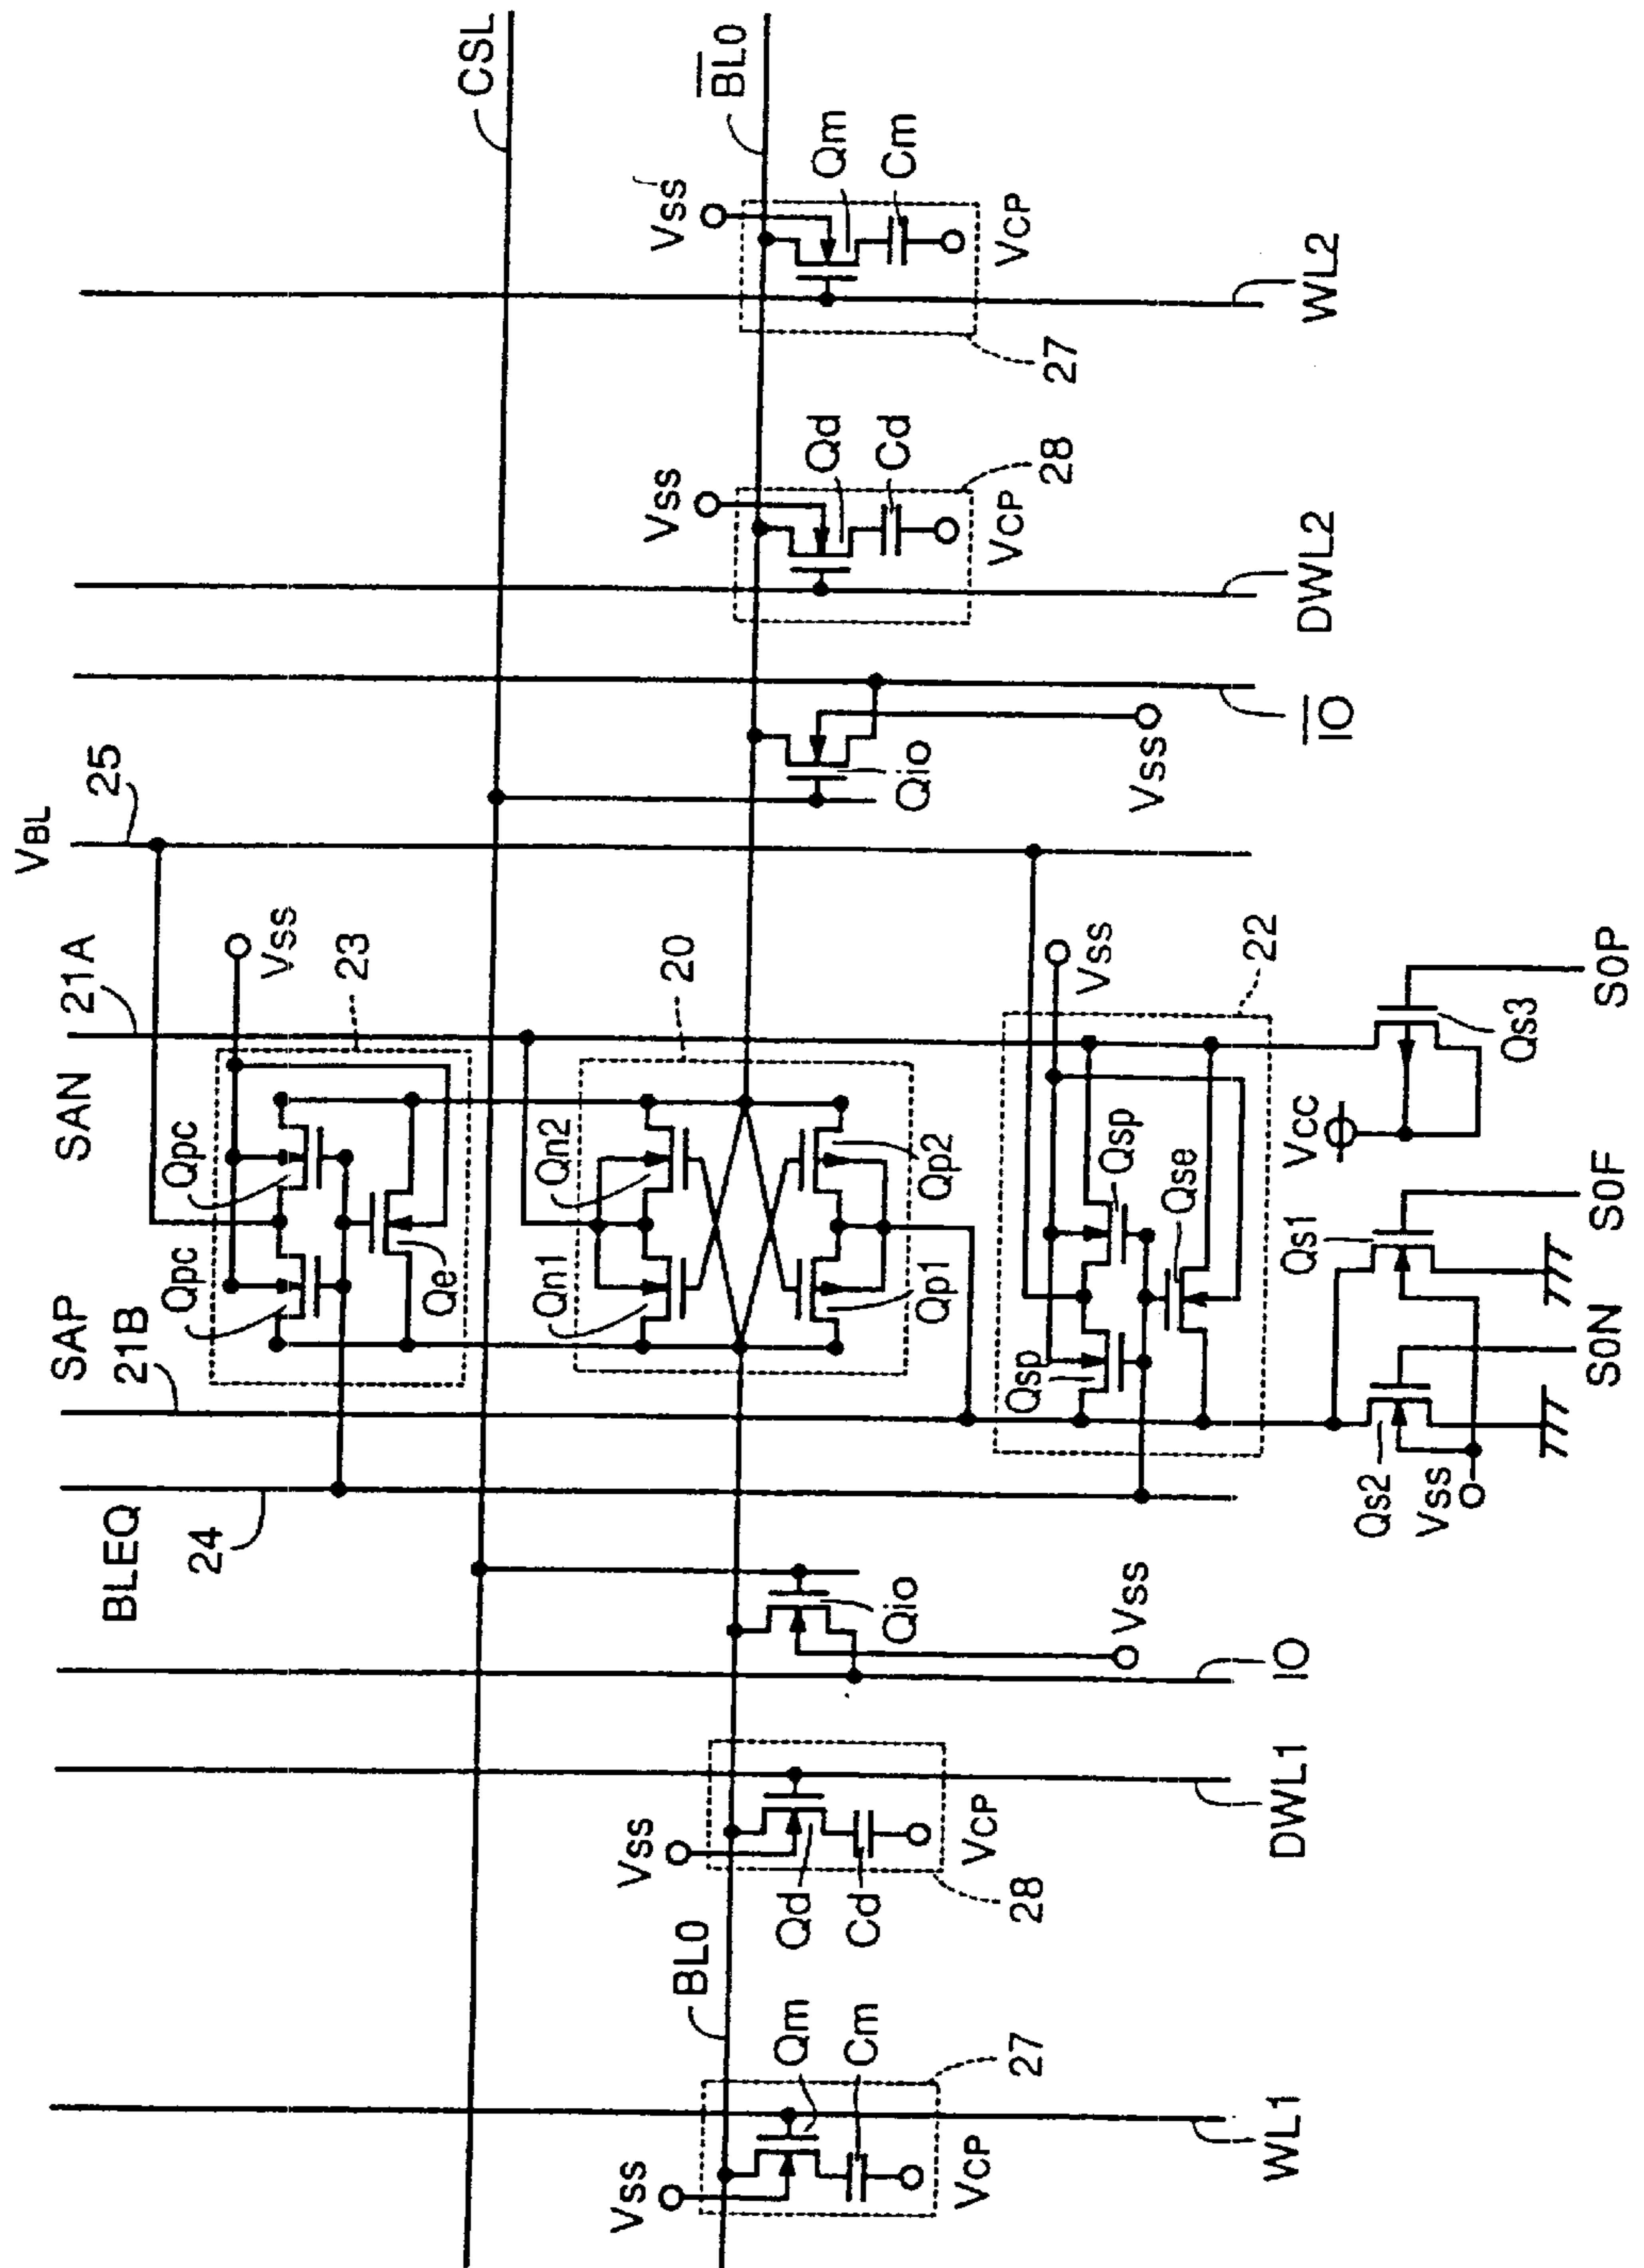 VBL
SAP SAN
21B 21A 25
BLEQ
24
Qpc Qpc
Vss
23
Qe
CSL
Qn1 Qn2
20
Vss Vss Vss Vss
BL0 B̅L̅0̅
Qm Qd Qd Qm
Cm Cd Cd Cm
Qio Qio
Qp1 Qp2
VCP VCP VCP VCP
27 28 28 27
Qsp Qsp
Vss
Qse
22
Vss Vss
WL1 DWL1 IO I̅O̅ DWL2 WL2
Qs2 Qs1 Vcc
Vss
Qs3
S0N S0F S0P